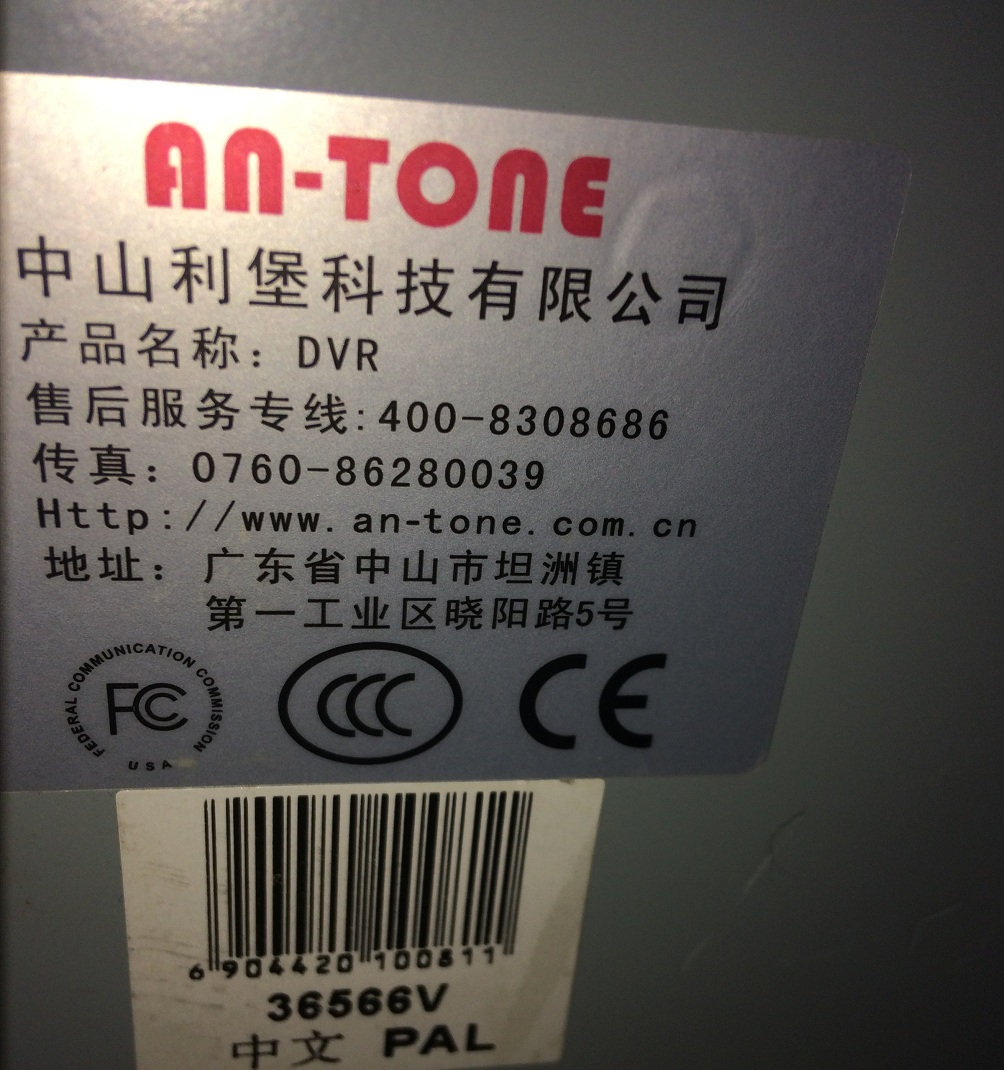 AN-TONE
中山利堡科技有限公司
产品名称：DVR
售后服务专线:400-8308686
传真：0760-86280039
Http://www.an-tone.com.cn
地址：广东省中山市坦洲镇
第一工业区晓阳路5号
FEDERAL COMMUNICATION COMMISSION
FC
USA
CCC
CE
6 904420 100811
36566V
中文 PAL